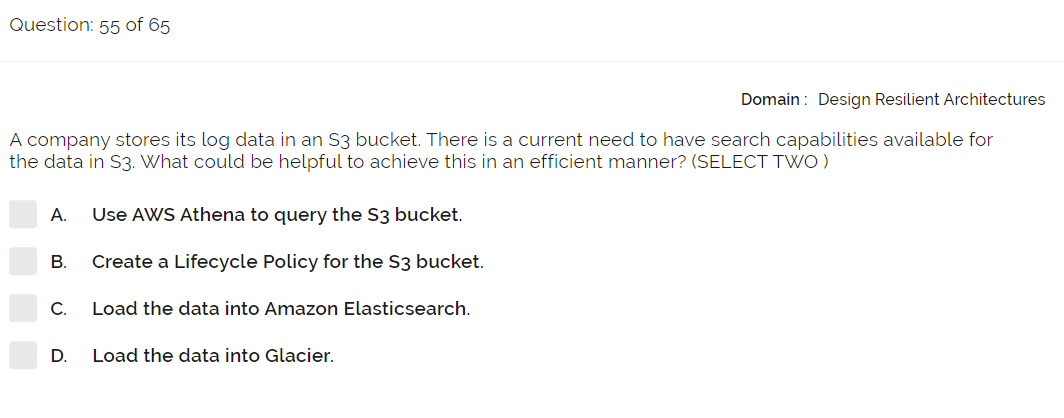 Question: 55 of 65
Domain : Design Resilient Architectures
A company stores its log data in an S3 bucket. There is a current need to have search capabilities available for
the data in S3. What could be helpful to achieve this in an efficient manner? (SELECT TWO )
A. Use AWS Athena to query the S3 bucket.
B. Create a Lifecycle Policy for the S3 bucket.
C. Load the data into Amazon Elasticsearch.
D. Load the data into Glacier.